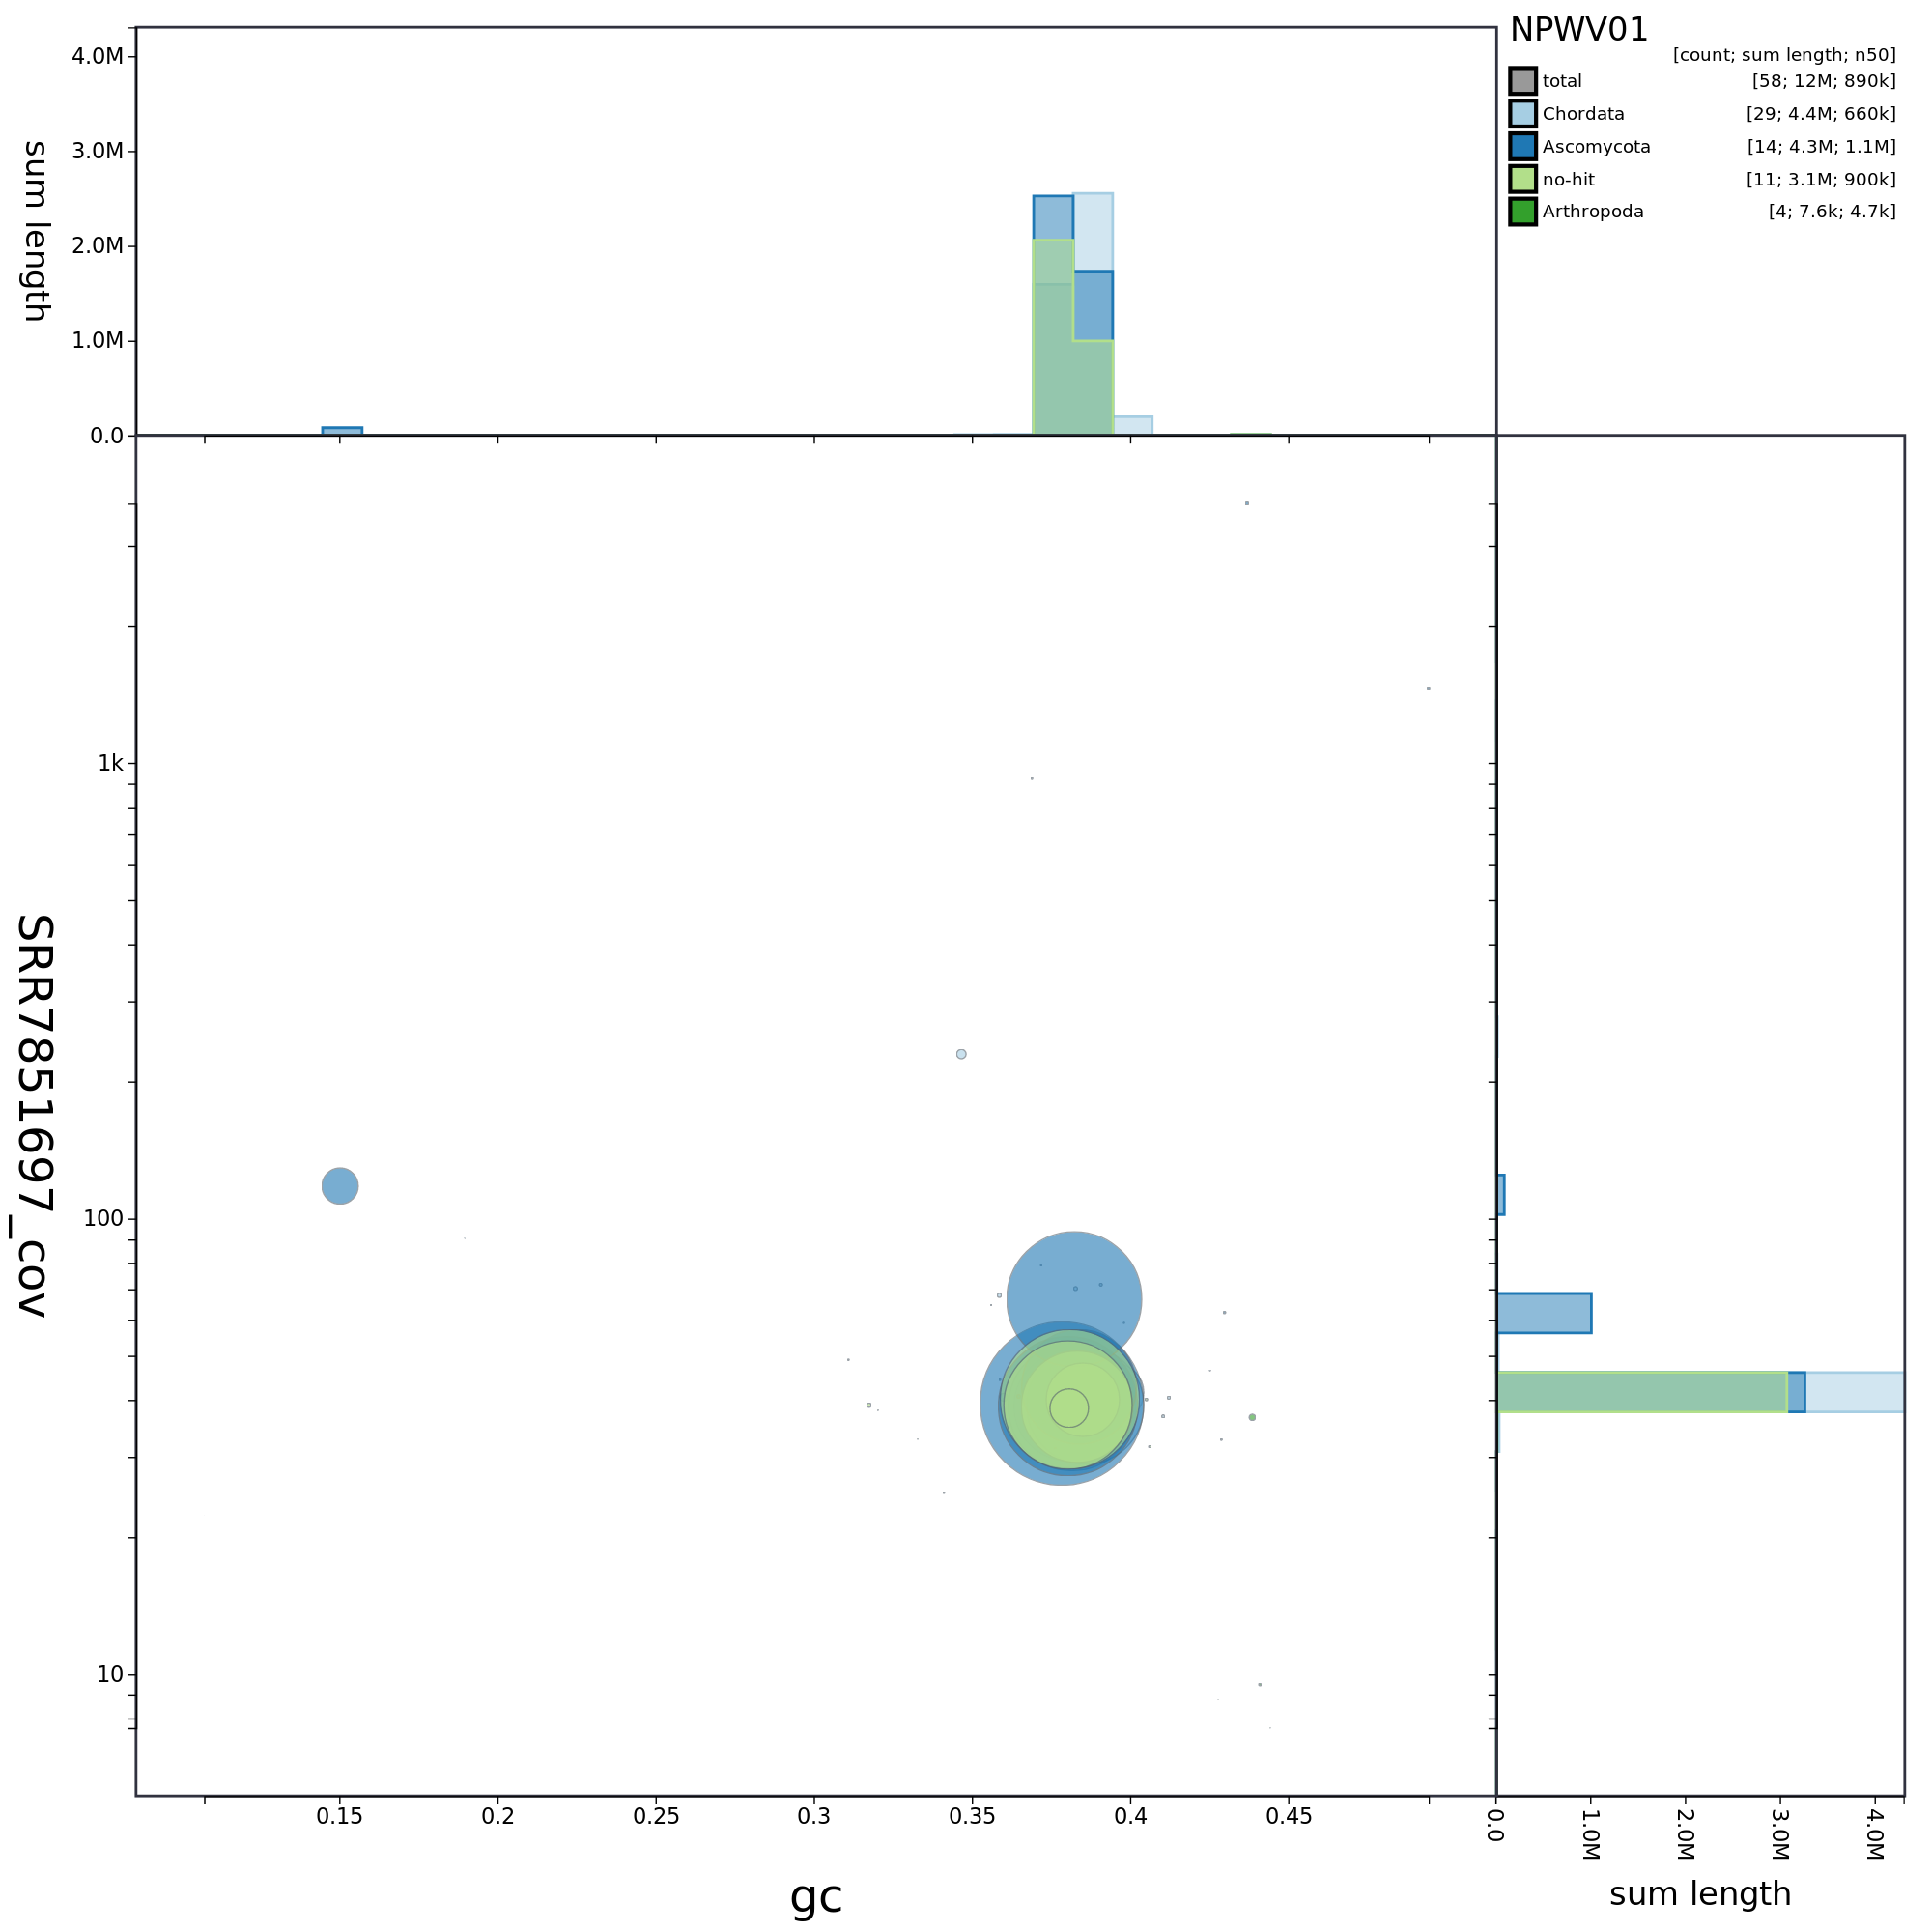 NPWV01
[count; sum length; n50]
total [58; 12M; 890k]
Chordata [29; 4.4M; 660k]
Ascomycota [14; 4.3M; 1.1M]
no-hit [11; 3.1M; 900k]
Arthropoda [4; 7.6k; 4.7k]
sum length
4.0M
3.0M
2.0M
1.0M
0.0
SRR7851697_cov
1k
100
10
0.15 0.2 0.25 0.3 0.35 0.4 0.45
gc
0.0 1.0M 2.0M 3.0M 4.0M
sum length